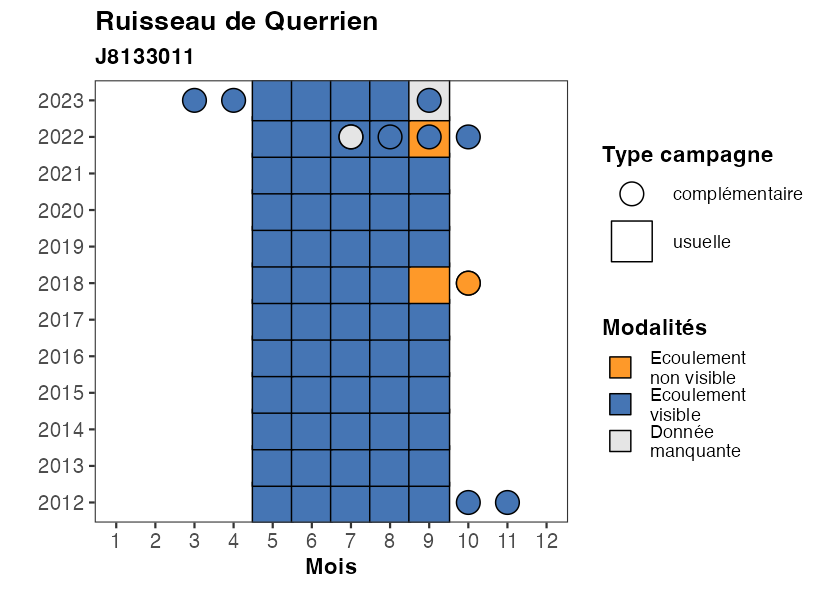 Ruisseau de Querrien
J8133011
2023
2022
2021
2020
2019
2018
2017
2016
2015
2014
2013
2012
1 2 3 4 5 6 7 8 9 10 11 12
Mois
Type campagne
complémentaire
usuelle
Modalités
Ecoulement
non visible
Ecoulement
visible
Donnée
manquante